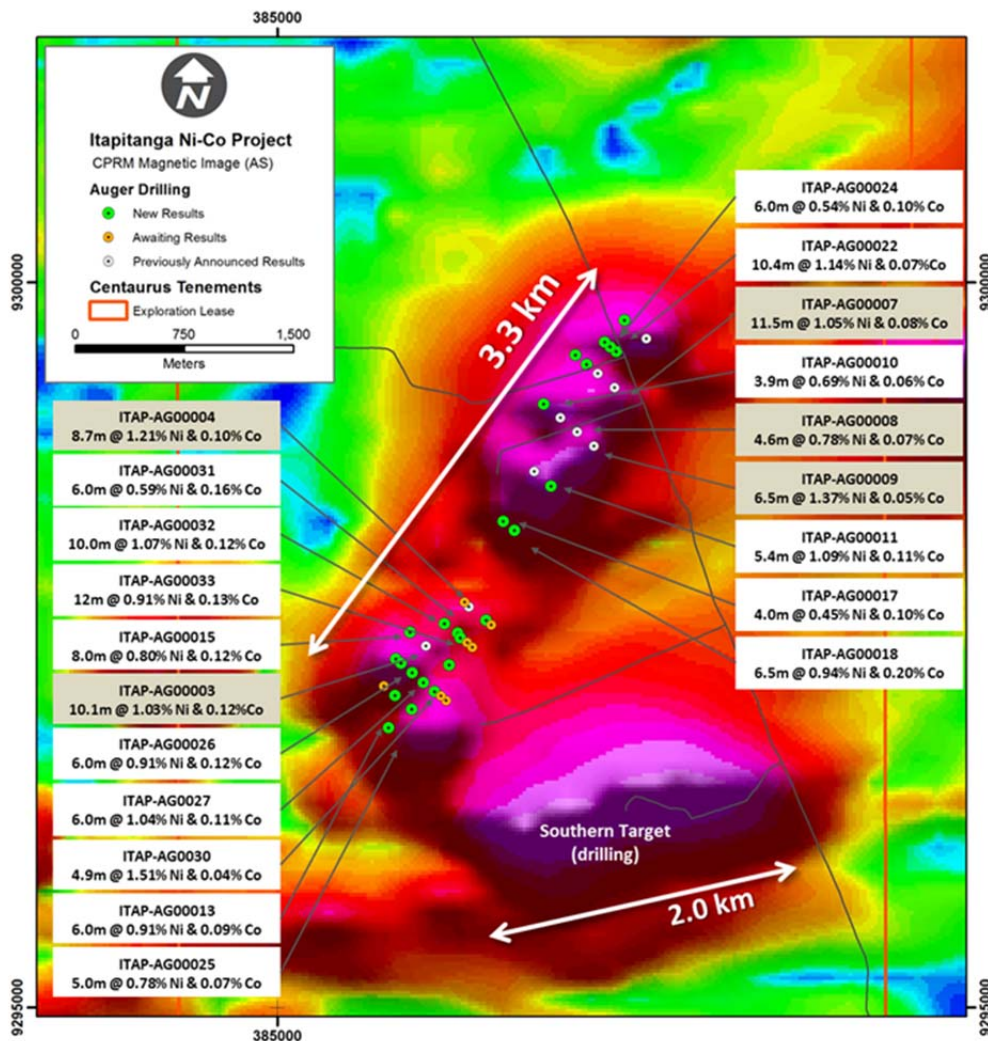 385000
N
Itapitanga Ni-Co Project
CPRM Magnetic Image (AS)
Auger Drilling
New Results
Awaiting Results
Previously Announced Results
Centaurus Tenements
Exploration Lease
0 750 1,500
Meters
9300000
9300000
3.3 km
ITAP-AG00024
6.0m @ 0.54% Ni & 0.10% Co
ITAP-AG00022
10.4m @ 1.14% Ni & 0.07%Co
ITAP-AG00007
11.5m @ 1.05% Ni & 0.08% Co
ITAP-AG00010
3.9m @ 0.69% Ni & 0.06% Co
ITAP-AG00008
4.6m @ 0.78% Ni & 0.07% Co
ITAP-AG00009
6.5m @ 1.37% Ni & 0.05% Co
ITAP-AG00011
5.4m @ 1.09% Ni & 0.11% Co
ITAP-AG00017
4.0m @ 0.45% Ni & 0.10% Co
ITAP-AG00018
6.5m @ 0.94% Ni & 0.20% Co
ITAP-AG00004
8.7m @ 1.21% Ni & 0.10% Co
ITAP-AG00031
6.0m @ 0.59% Ni & 0.16% Co
ITAP-AG00032
10.0m @ 1.07% Ni & 0.12% Co
ITAP-AG00033
12m @ 0.91% Ni & 0.13% Co
ITAP-AG00015
8.0m @ 0.80% Ni & 0.12% Co
ITAP-AG00003
10.1m @ 1.03% Ni & 0.12%Co
ITAP-AG00026
6.0m @ 0.91% Ni & 0.12% Co
ITAP-AG0027
6.0m @ 1.04% Ni & 0.11% Co
ITAP-AG0030
4.9m @ 1.51% Ni & 0.04% Co
ITAP-AG00013
6.0m @ 0.91% Ni & 0.09% Co
ITAP-AG00025
5.0m @ 0.78% Ni & 0.07% Co
Southern Target
(drilling)
2.0 km
9295000
9295000
385000